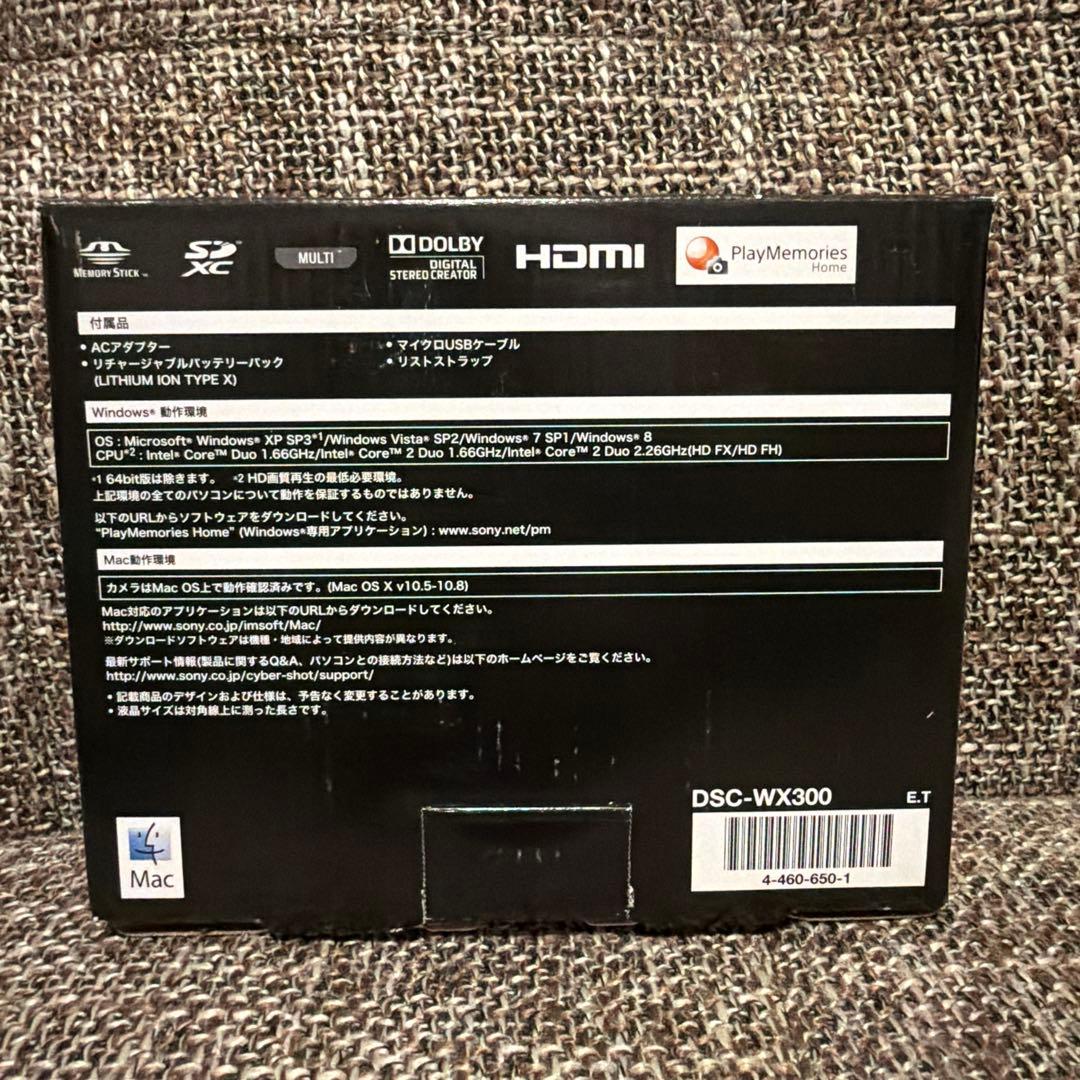 MEMORY STICK™
SD XC™
MULTI
DOLBY
DIGITAL
STEREO CREATOR
HDMI
PlayMemories
Home
付属品
• ACアダプター
• リチャージャブルバッテリーパック
(LITHIUM ION TYPE X)
• マイクロUSBケーブル
• リストストラップ
Windows® 動作環境
OS : Microsoft® Windows® XP SP3*1/Windows Vista® SP2/Windows® 7 SP1/Windows® 8
CPU*2 : Intel® Core™ Duo 1.66GHz/Intel® Core™ 2 Duo 1.66GHz/Intel® Core™ 2 Duo 2.26GHz(HD FX/HD FH)
*1 64bit版は除きます。 *2 HD画質再生の最低必要環境。
上記環境の全てのパソコンについて動作を保証するものではありません。
以下のURLからソフトウェアをダウンロードしてください。
"PlayMemories Home" (Windows®専用アプリケーション) : www.sony.net/pm
Mac動作環境
カメラはMac OS上で動作確認済みです。(Mac OS X v10.5-10.8)
Mac対応のアプリケーションは以下のURLからダウンロードしてください。
http://www.sony.co.jp/imsoft/Mac/
※ダウンロードソフトウェアは機種・地域によって提供内容が異なります。
最新サポート情報(製品に関するQ&A、パソコンとの接続方法など)は以下のホームページをご覧ください。
http://www.sony.co.jp/cyber-shot/support/
• 記載商品のデザインおよび仕様は、予告なく変更することがあります。
• 液晶サイズは対角線上に測った長さです。
DSC-WX300 E.T
4-460-650-1
Mac